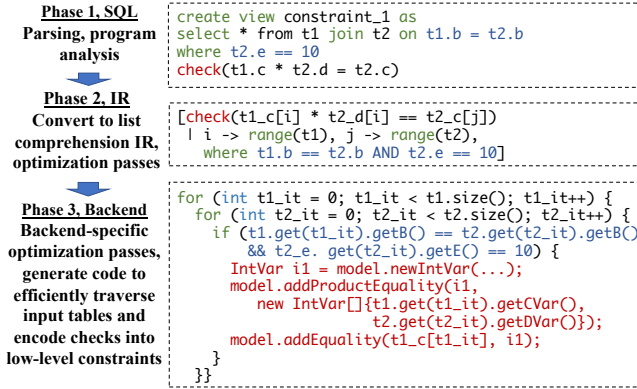 Phase 1, SQL
Parsing, program
analysis
create view constraint_1 as
select * from t1 join t2 on t1.b = t2.b
where t2.e == 10
check(t1.c * t2.d = t2.c)
Phase 2, IR
Convert to list
comprehension IR,
optimization passes
[check(t1_c[i] * t2_d[i] == t2_c[j])
| i -> range(t1), j -> range(t2),
where t1.b == t2.b AND t2.e == 10]
Phase 3, Backend
Backend-specific
optimization passes,
generate code to
efficiently traverse
input tables and
encode checks into
low-level constraints
for (int t1_it = 0; t1_it < t1.size(); t1_it++) {
for (int t2_it = 0; t2_it < t2.size(); t2_it++) {
if (t1.get(t1_it).getB() == t2.get(t2_it).getB()
&& t2_e. get(t2_it).getE() == 10) {
IntVar i1 = model.newIntVar(...);
model.addProductEquality(i1,
new IntVar[]{t1.get(t1_it).getCVar(),
t2.get(t2_it).getDVar()});
model.addEquality(t1_c[t1_it], i1);
}
}}